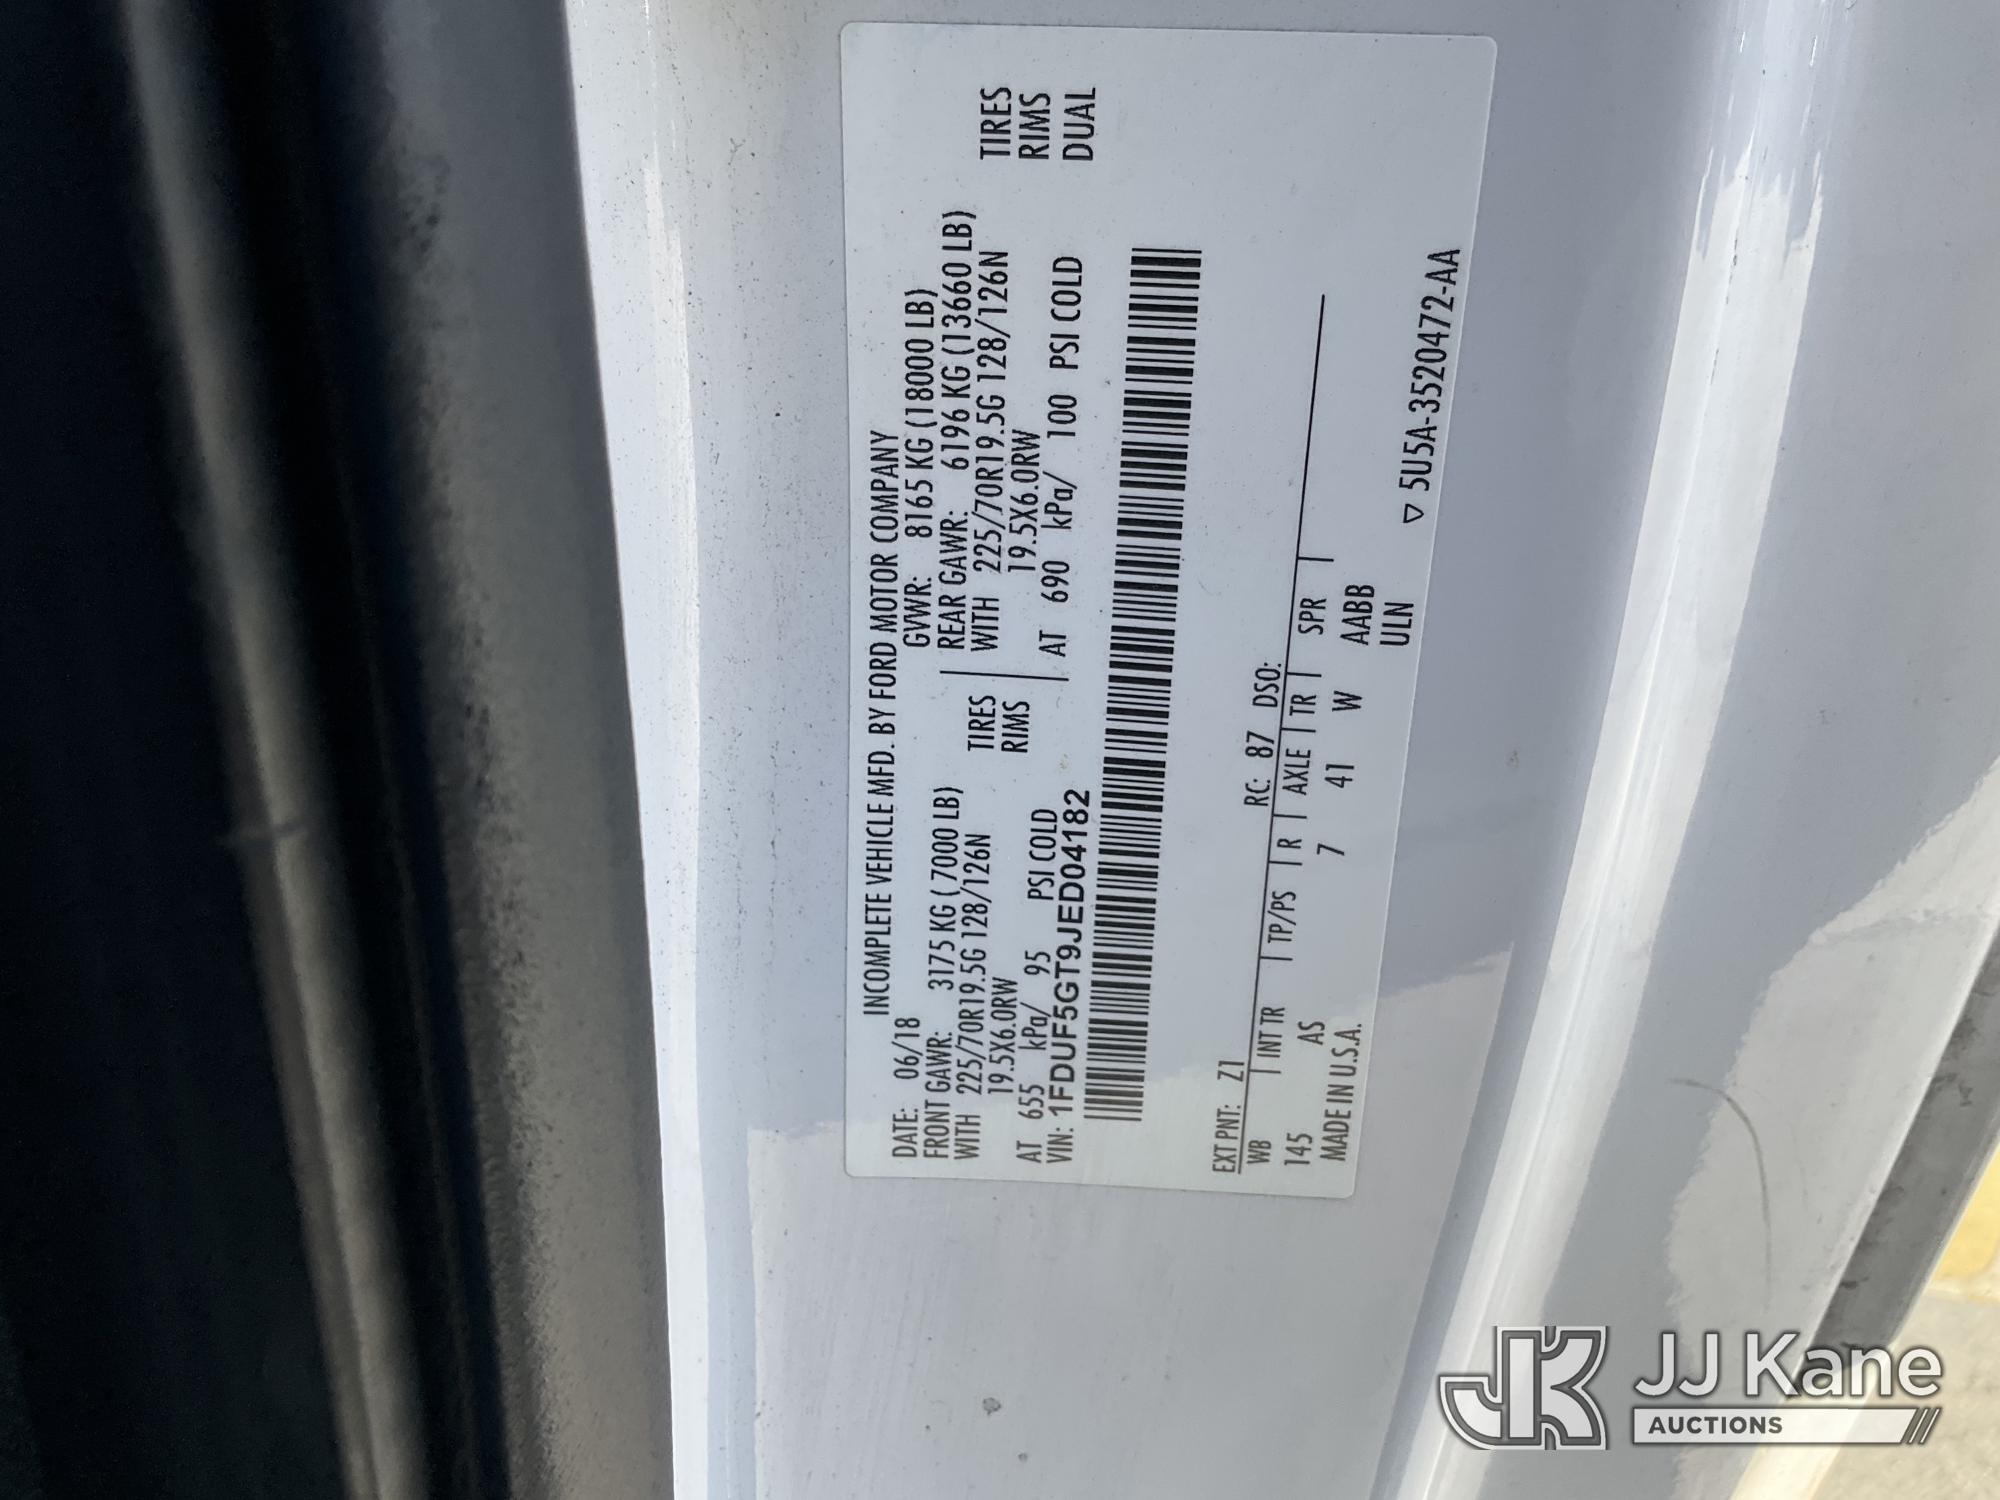 INCOMPLETE VEHICLE MFD. BY FORD MOTOR COMPANY
DATE: 06/18 GVWR: 8165 KG (18000 LB)
FRONT GAWR: 3175 KG ( 7000 LB) REAR GAWR: 6196 KG (13660 LB)
WITH 225/70R19.5G 128/126N TIRES WITH 225/70R19.5G 128/126N TIRES
19.5X6.0RW RIMS 19.5X6.0RW RIMS
AT 655 kPa/ 95 PSI COLD AT 690 kPa/ 100 PSI COLD DUAL
VIN: 1FDUF5GT9JED04182
EXT PNT: Z1 RC: 87 DSO:
WB | INT TR | TP/PS | R | AXLE | TR | SPR |
145 AS 7 41 W AABB
MADE IN U.S.A. ULN
▽ 5U5A-3520472-AA
JK JJ Kane
AUCTIONS